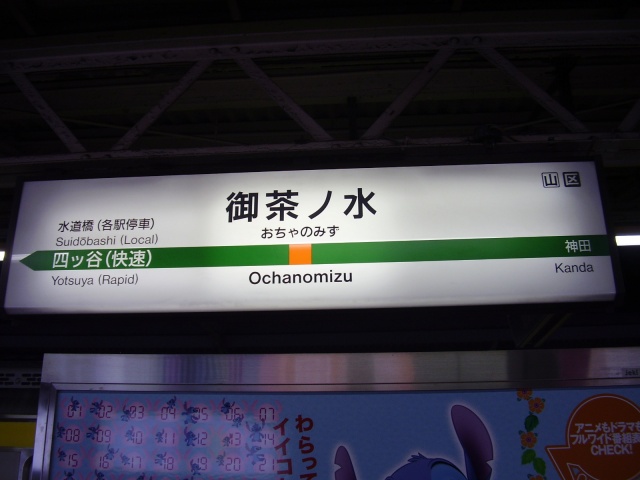 山 区
御茶ノ水
おちゃのみず
水道橋（各駅停車）
Suidōbashi (Local)
四ッ谷（快速）
Yotsuya (Rapid)
Ochanomizu
神田
Kanda
01 02 03 04 05 06 07
08 09 10 11 12 13 14
15 16 17 18 19 20 21
わらって
イイコ
アニメもドラマも
フルワイド番組表
CHECK!